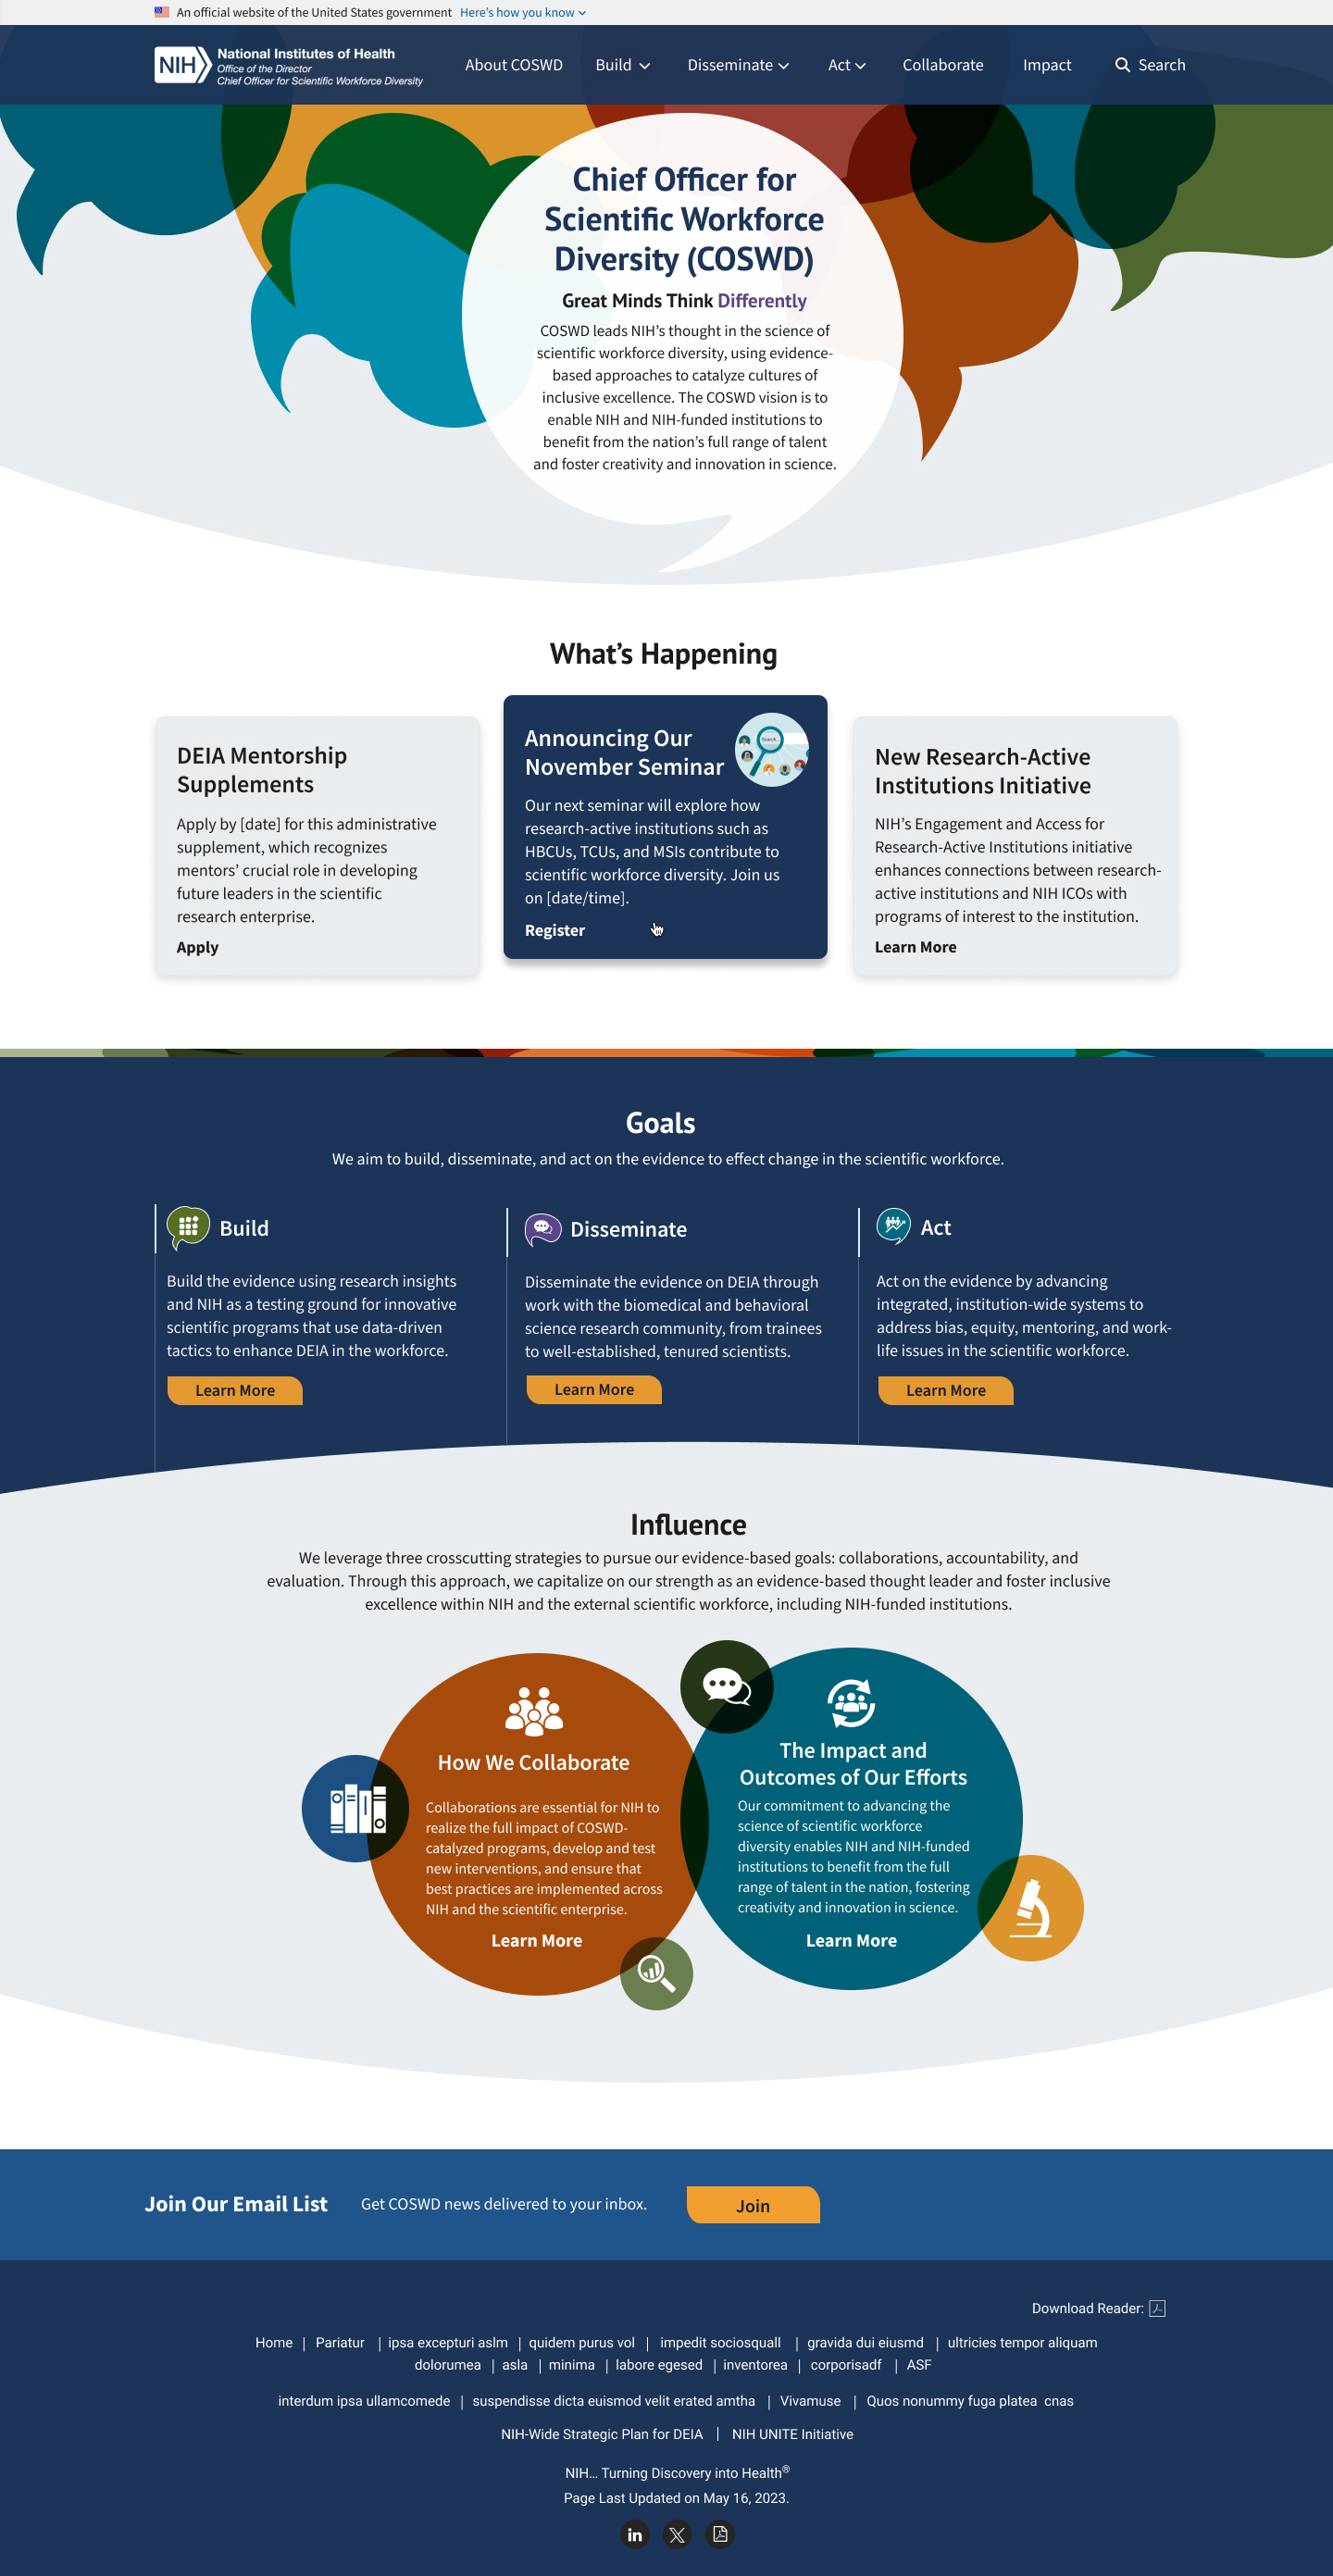 An official website of the United States government Here's how you know
NIH National Institutes of Health
Office of the Director
Chief Officer for Scientific Workforce Diversity
About COSWD Build Disseminate Act Collaborate Impact Search
Chief Officer for
Scientific Workforce
Diversity (COSWD)
Great Minds Think Differently
COSWD leads NIH's thought in the science of
scientific workforce diversity, using evidence-
based approaches to catalyze cultures of
inclusive excellence. The COSWD vision is to
enable NIH and NIH-funded institutions to
benefit from the nation's full range of talent
and foster creativity and innovation in science.
What's Happening
DEIA Mentorship
Supplements
Apply by [date] for this administrative
supplement, which recognizes
mentors' crucial role in developing
future leaders in the scientific
research enterprise.
Apply
Announcing Our
November Seminar
Our next seminar will explore how
research-active institutions such as
HBCUs, TCUs, and MSIs contribute to
scientific workforce diversity. Join us
on [date/time].
Register
New Research-Active
Institutions Initiative
NIH's Engagement and Access for
Research-Active Institutions initiative
enhances connections between research-
active institutions and NIH ICOs with
programs of interest to the institution.
Learn More
Goals
We aim to build, disseminate, and act on the evidence to effect change in the scientific workforce.
Build
Build the evidence using research insights
and NIH as a testing ground for innovative
scientific programs that use data-driven
tactics to enhance DEIA in the workforce.
Learn More
Disseminate
Disseminate the evidence on DEIA through
work with the biomedical and behavioral
science research community, from trainees
to well-established, tenured scientists.
Learn More
Act
Act on the evidence by advancing
integrated, institution-wide systems to
address bias, equity, mentoring, and work-
life issues in the scientific workforce.
Learn More
Influence
We leverage three crosscutting strategies to pursue our evidence-based goals: collaborations, accountability, and
evaluation. Through this approach, we capitalize on our strength as an evidence-based thought leader and foster inclusive
excellence within NIH and the external scientific workforce, including NIH-funded institutions.
How We Collaborate
Collaborations are essential for NIH to
realize the full impact of COSWD-
catalyzed programs, develop and test
new interventions, and ensure that
best practices are implemented across
NIH and the scientific enterprise.
Learn More
The Impact and
Outcomes of Our Efforts
Our commitment to advancing the
science of scientific workforce
diversity enables NIH and NIH-funded
institutions to benefit from the full
range of talent in the nation, fostering
creativity and innovation in science.
Learn More
Join Our Email List Get COSWD news delivered to your inbox. Join
Download Reader:
Home | Pariatur | ipsa excepturi aslm | quidem purus vol | impedit sociosquall | gravida dui eiusmd | ultricies tempor aliquam
dolorumea | asla | minima | labore egesed | inventorea | corporisadf | ASF
interdum ipsa ullamcomede | suspendisse dicta euismod velit erated amtha | Vivamuse | Quos nonummy fuga platea cnas
NIH-Wide Strategic Plan for DEIA | NIH UNITE Initiative
NIH... Turning Discovery into Health®
Page Last Updated on May 16, 2023.
in